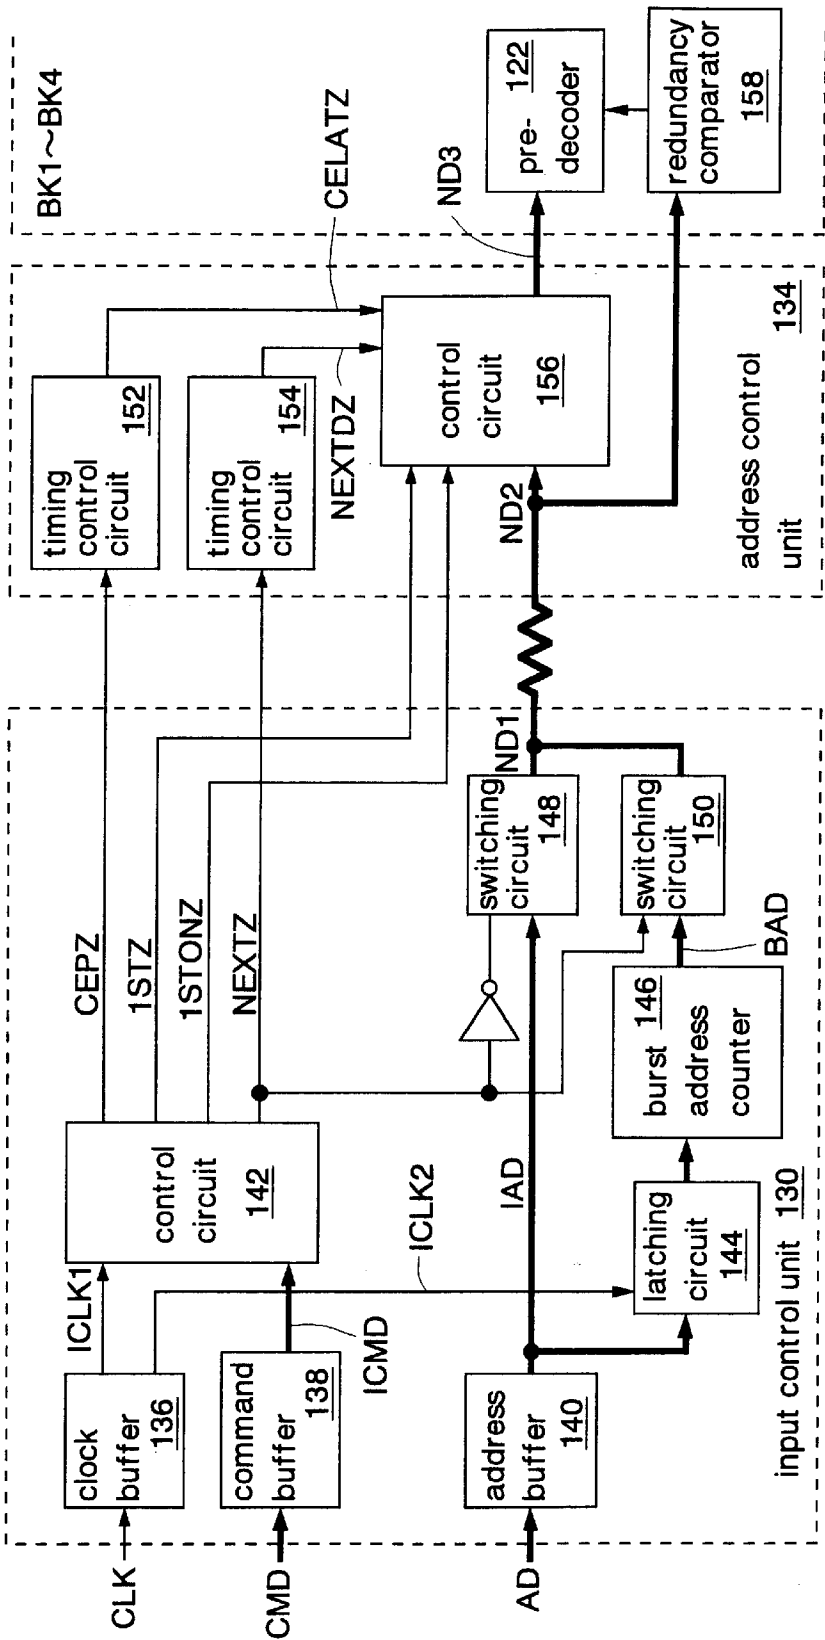 BK1~BK4
CELATZ
ND3
pre-
decoder
122
redundancy
comparator
158
timing
control
circuit
152
timing
control
circuit
154
NEXTDZ
control
circuit
156
ND2
address control
unit
134
CEPZ
1STZ
1STONZ
NEXTZ
ND1
switching
circuit
148
switching
circuit
150
BAD
burst
address
counter
146
control
circuit
142
ICLK1
ICLK2
ICMD
IAD
latching
circuit
144
clock
buffer
136
command
buffer
138
address
buffer
140
input control unit 130
CLK
CMD
AD